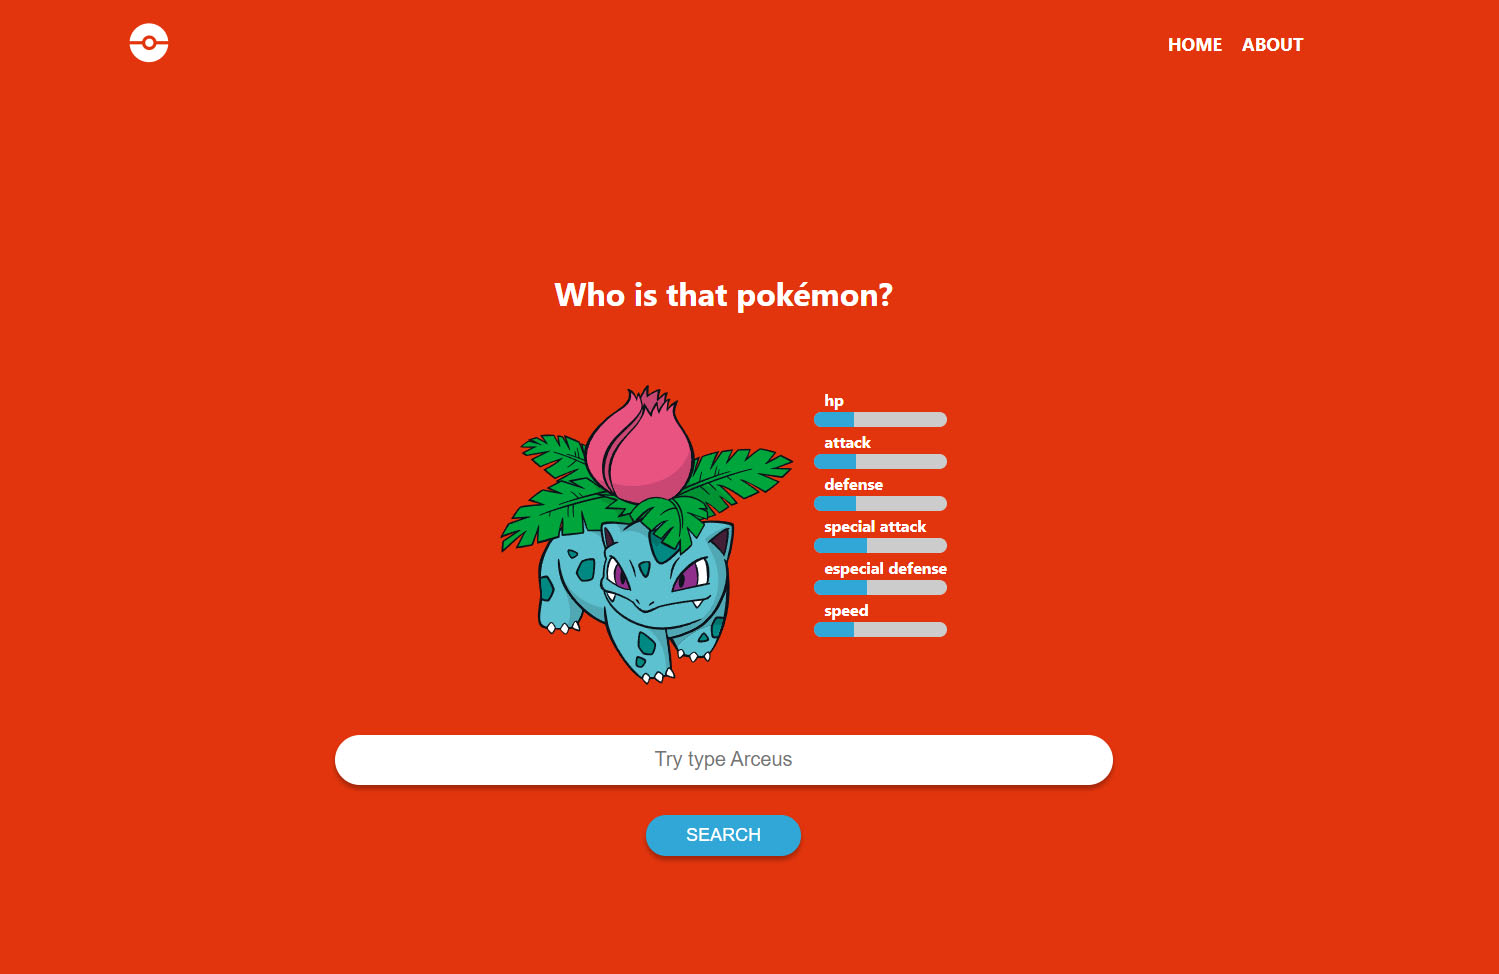 HOME ABOUT
Who is that pokémon?
hp
attack
defense
special attack
especial defense
speed
Try type Arceus
SEARCH